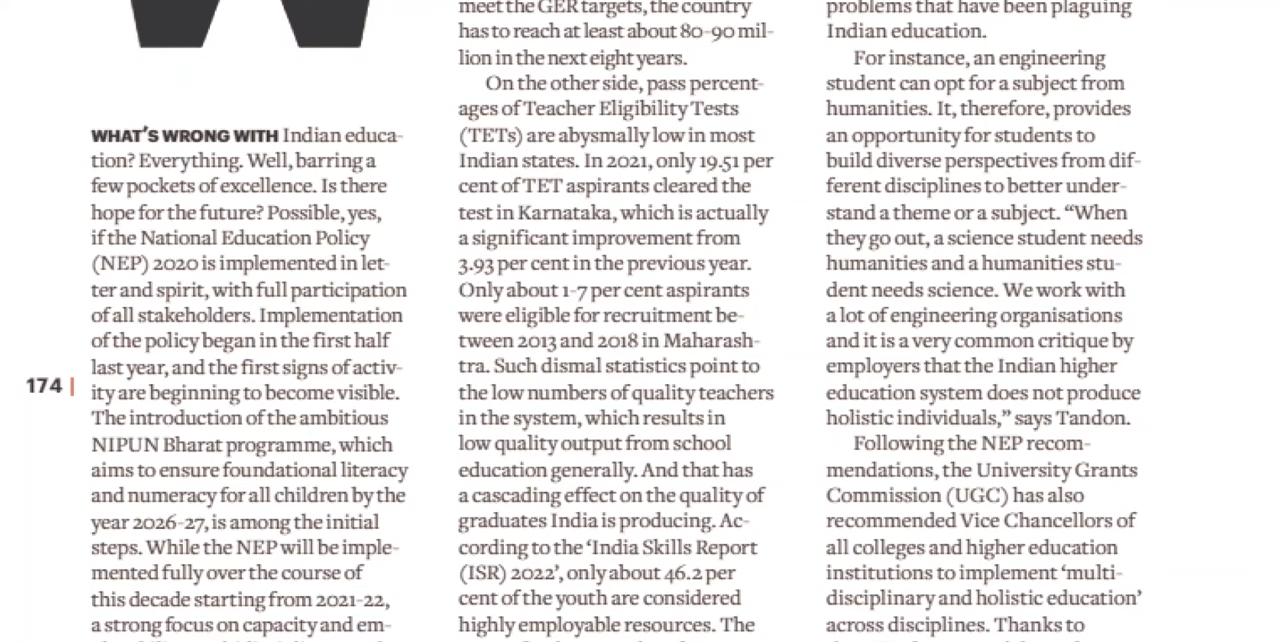 W
WHAT'S WRONG WITH Indian educa-
tion? Everything. Well, barring a
few pockets of excellence. Is there
hope for the future? Possible, yes,
if the National Education Policy
(NEP) 2020 is implemented in let-
ter and spirit, with full participation
of all stakeholders. Implementation
of the policy began in the first half
last year, and the first signs of activ-
174 | ity are beginning to become visible.
The introduction of the ambitious
NIPUN Bharat programme, which
aims to ensure foundational literacy
and numeracy for all children by the
year 2026-27, is among the initial
steps. While the NEP will be imple-
mented fully over the course of
this decade starting from 2021-22,
a strong focus on capacity and em-
meet the GER targets, the country
has to reach at least about 80-90 mil-
lion in the next eight years.
On the other side, pass percent-
ages of Teacher Eligibility Tests
(TETs) are abysmally low in most
Indian states. In 2021, only 19.51 per
cent of TET aspirants cleared the
test in Karnataka, which is actually
a significant improvement from
3.93 per cent in the previous year.
Only about 1-7 per cent aspirants
were eligible for recruitment be-
tween 2013 and 2018 in Maharash-
tra. Such dismal statistics point to
the low numbers of quality teachers
in the system, which results in
low quality output from school
education generally. And that has
a cascading effect on the quality of
graduates India is producing. Ac-
cording to the 'India Skills Report
(ISR) 2022', only about 46.2 per
cent of the youth are considered
highly employable resources. The
problems that have been plaguing
Indian education.
For instance, an engineering
student can opt for a subject from
humanities. It, therefore, provides
an opportunity for students to
build diverse perspectives from dif-
ferent disciplines to better under-
stand a theme or a subject. “When
they go out, a science student needs
humanities and a humanities stu-
dent needs science. We work with
a lot of engineering organisations
and it is a very common critique by
employers that the Indian higher
education system does not produce
holistic individuals,” says Tandon.
Following the NEP recom-
mendations, the University Grants
Commission (UGC) has also
recommended Vice Chancellors of
all colleges and higher education
institutions to implement ‘multi-
disciplinary and holistic education’
across disciplines. Thanks to